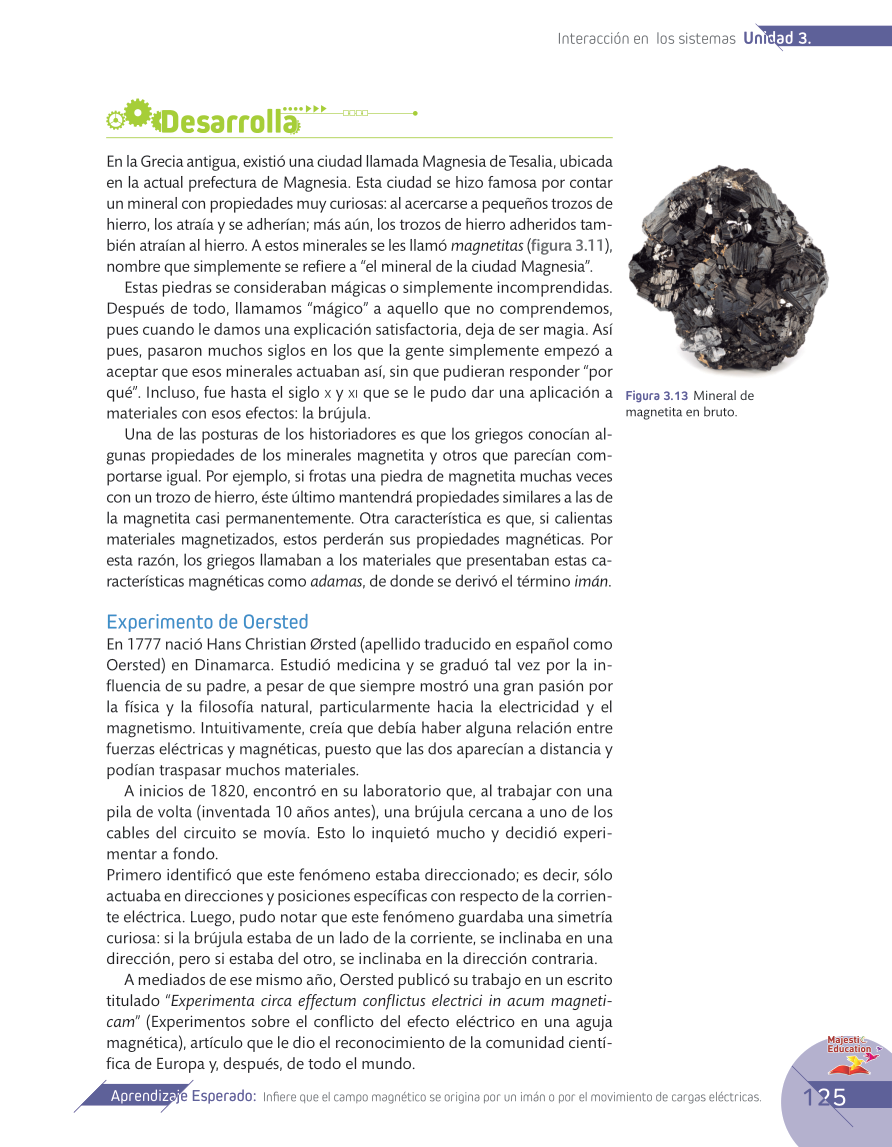 Interacción en los sistemas Unidad 3.
Desarrolla
En la Grecia antigua, existió una ciudad llamada Magnesia de Tesalia, ubicada
en la actual prefectura de Magnesia. Esta ciudad se hizo famosa por contar
un mineral con propiedades muy curiosas: al acercarse a pequeños trozos de
hierro, los atraía y se adherían; más aún, los trozos de hierro adheridos tam-
bién atraían al hierro. A estos minerales se les llamó magnetitas (figura 3.11),
nombre que simplemente se refiere a “el mineral de la ciudad Magnesia”.
Estas piedras se consideraban mágicas o simplemente incomprendidas.
Después de todo, llamamos “mágico” a aquello que no comprendemos,
pues cuando le damos una explicación satisfactoria, deja de ser magia. Así
pues, pasaron muchos siglos en los que la gente simplemente empezó a
aceptar que esos minerales actuaban así, sin que pudieran responder “por
qué”. Incluso, fue hasta el siglo X y XI que se le pudo dar una aplicación a
materiales con esos efectos: la brújula.
Una de las posturas de los historiadores es que los griegos conocían al-
gunas propiedades de los minerales magnetita y otros que parecían com-
portarse igual. Por ejemplo, si frotas una piedra de magnetita muchas veces
con un trozo de hierro, éste último mantendrá propiedades similares a las de
la magnetita casi permanentemente. Otra característica es que, si calientas
materiales magnetizados, estos perderán sus propiedades magnéticas. Por
esta razón, los griegos llamaban a los materiales que presentaban estas ca-
racterísticas magnéticas como adamas, de donde se derivó el término imán.
Figura 3.13 Mineral de
magnetita en bruto.
Experimento de Oersted
En 1777 nació Hans Christian Ørsted (apellido traducido en español como
Oersted) en Dinamarca. Estudió medicina y se graduó tal vez por la in-
fluencia de su padre, a pesar de que siempre mostró una gran pasión por
la física y la filosofía natural, particularmente hacia la electricidad y el
magnetismo. Intuitivamente, creía que debía haber alguna relación entre
fuerzas eléctricas y magnéticas, puesto que las dos aparecían a distancia y
podían traspasar muchos materiales.
A inicios de 1820, encontró en su laboratorio que, al trabajar con una
pila de volta (inventada 10 años antes), una brújula cercana a uno de los
cables del circuito se movía. Esto lo inquietó mucho y decidió experi-
mentar a fondo.
Primero identificó que este fenómeno estaba direccionado; es decir, sólo
actuaba en direcciones y posiciones específicas con respecto de la corrien-
te eléctrica. Luego, pudo notar que este fenómeno guardaba una simetría
curiosa: si la brújula estaba de un lado de la corriente, se inclinaba en una
dirección, pero si estaba del otro, se inclinaba en la dirección contraria.
A mediados de ese mismo año, Oersted publicó su trabajo en un escrito
titulado “Experimenta circa effectum conflictus electrici in acum magneti-
cam” (Experimentos sobre el conflicto del efecto eléctrico en una aguja
magnética), artículo que le dio el reconocimiento de la comunidad cientí-
fica de Europa y, después, de todo el mundo.
Majestic
Education
Aprendizaje Esperado: Infiere que el campo magnético se origina por un imán o por el movimiento de cargas eléctricas.
125